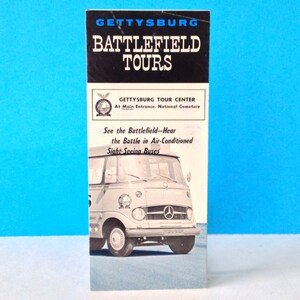 GETTYSBURG
BATTLEFIELD
TOURS
GETTYSBURG TOUR CENTER
At Main Entrance, National Cemetery
See the Battlefield—Hear
the Battle in Air-Conditioned
Sight-Seeing Buses